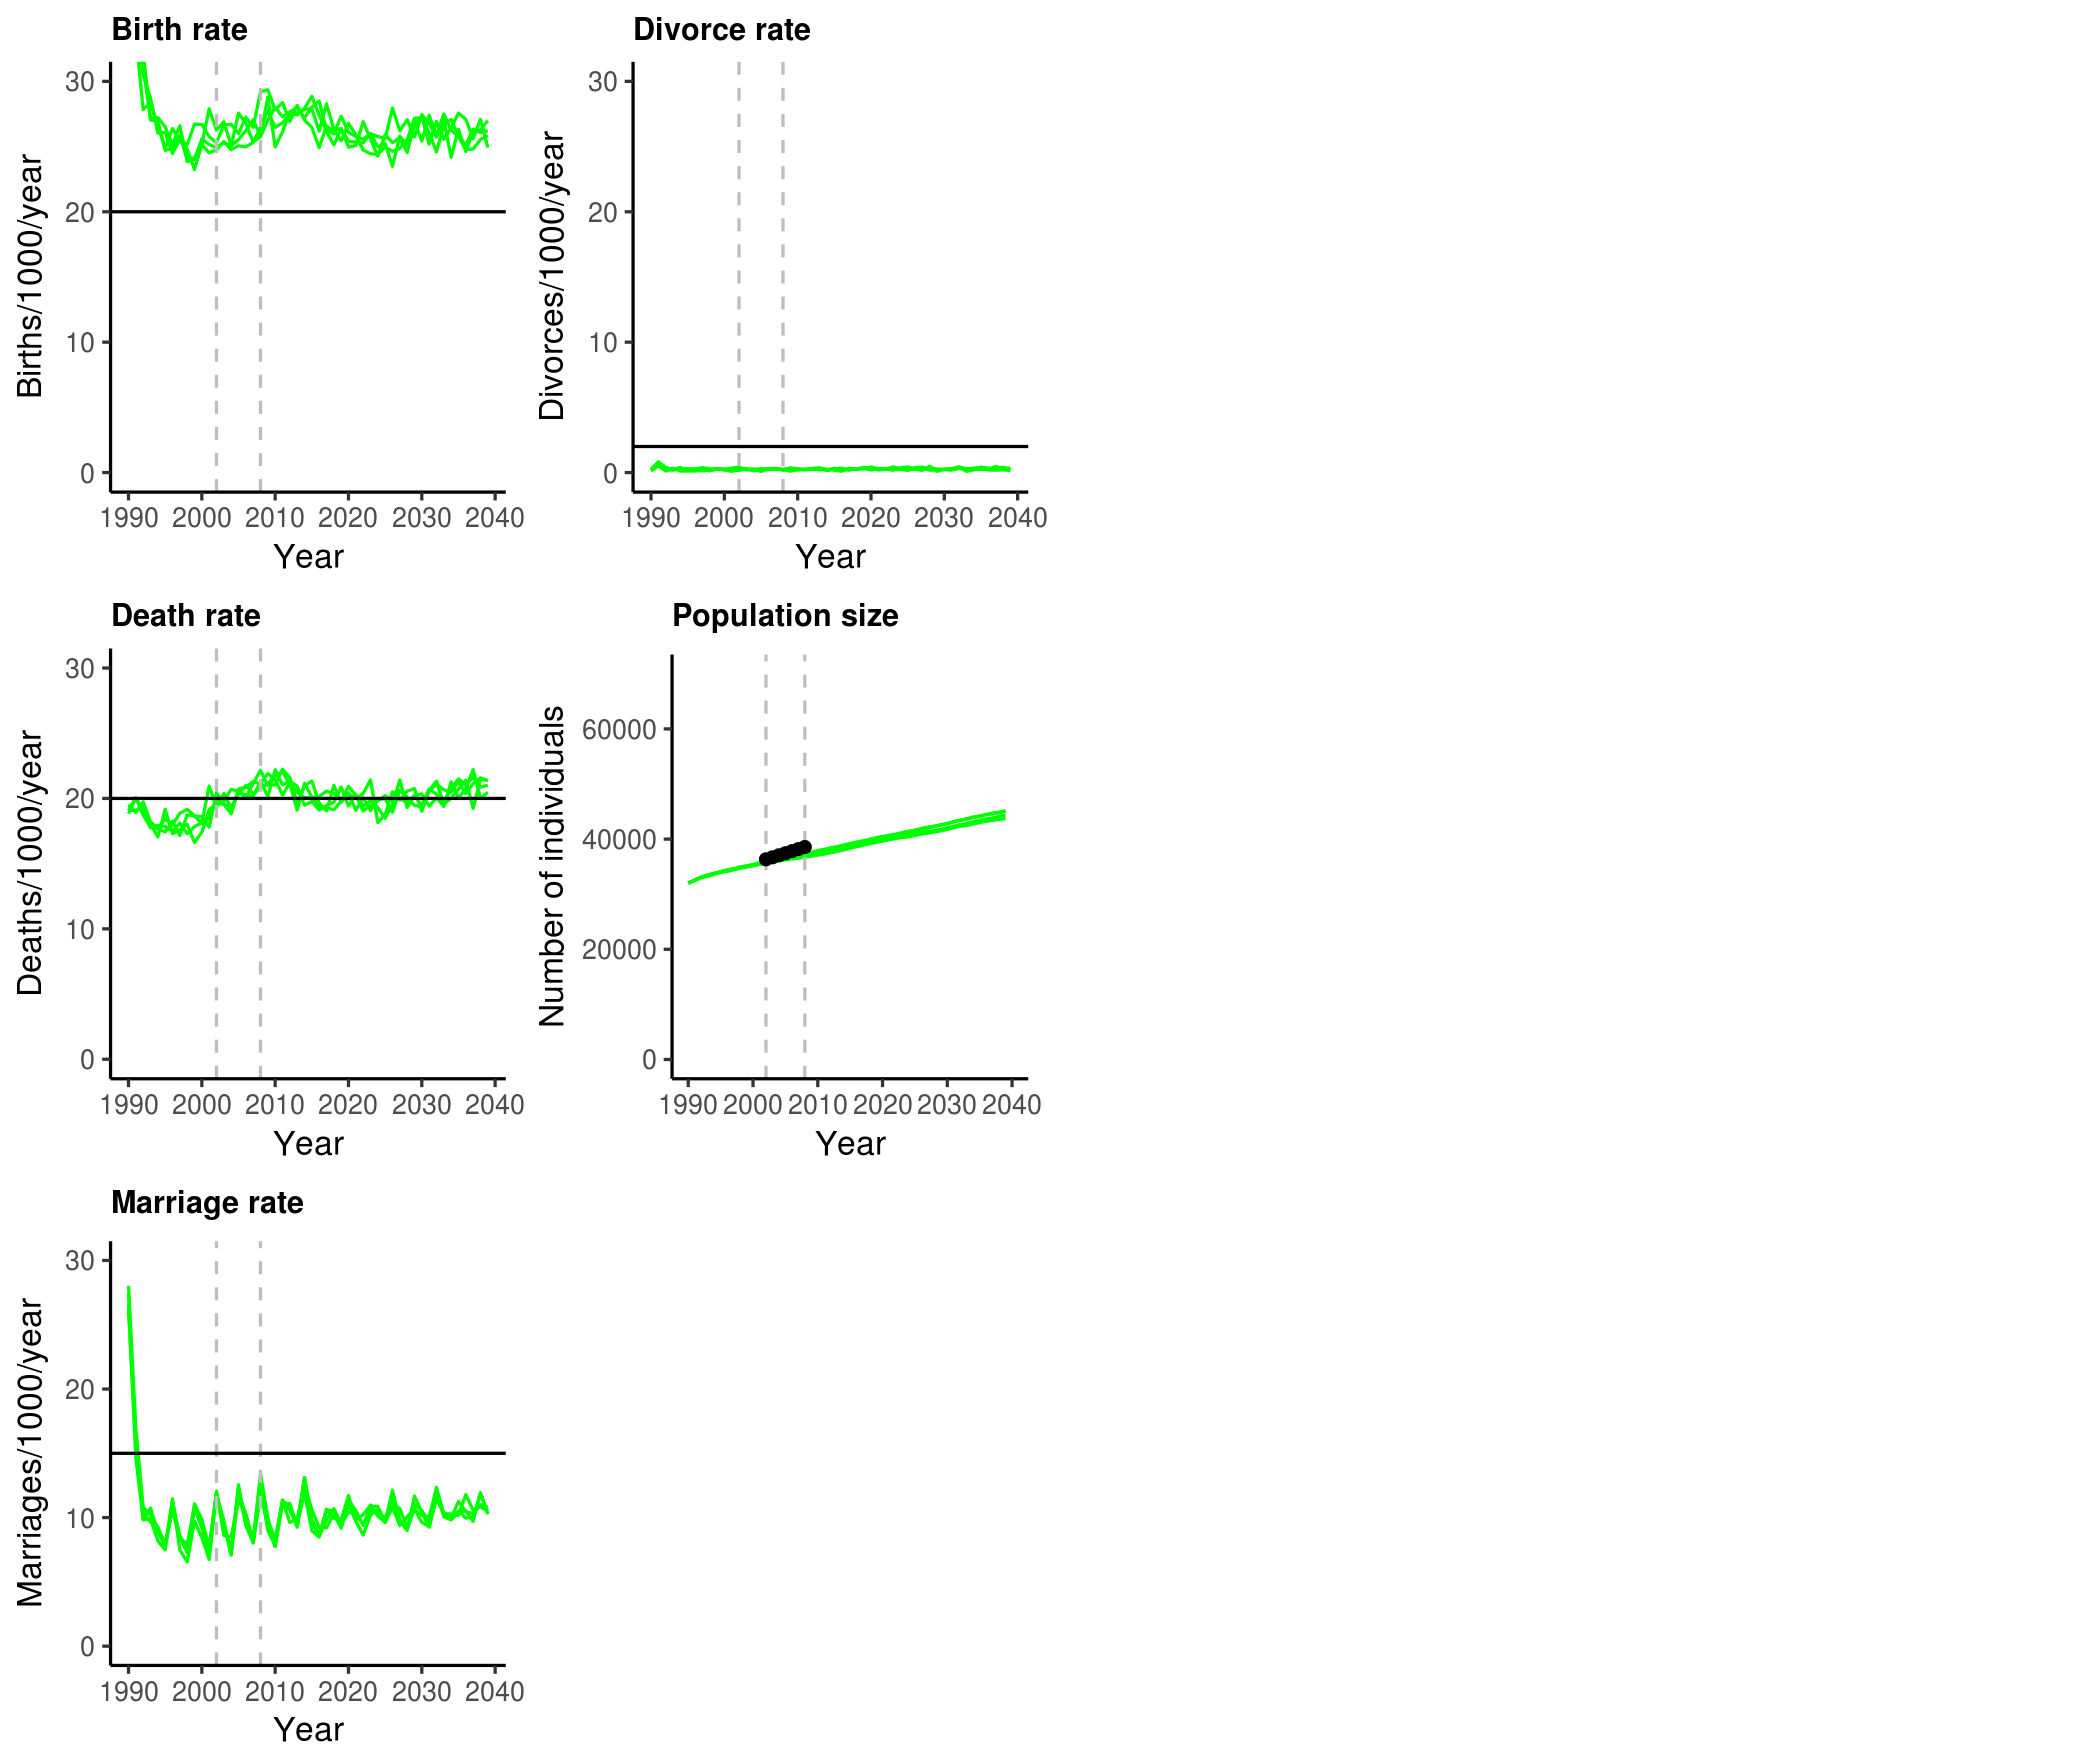 Birth rate
Births/1000/year
30
20
10
0
1990 2000 2010 2020 2030 2040
Year
Divorce rate
Divorces/1000/year
30
20
10
0
1990 2000 2010 2020 2030 2040
Year
Death rate
Deaths/1000/year
30
20
10
0
1990 2000 2010 2020 2030 2040
Year
Population size
Number of individuals
60000
40000
20000
0
1990 2000 2010 2020 2030 2040
Year
Marriage rate
Marriages/1000/year
30
20
10
0
1990 2000 2010 2020 2030 2040
Year